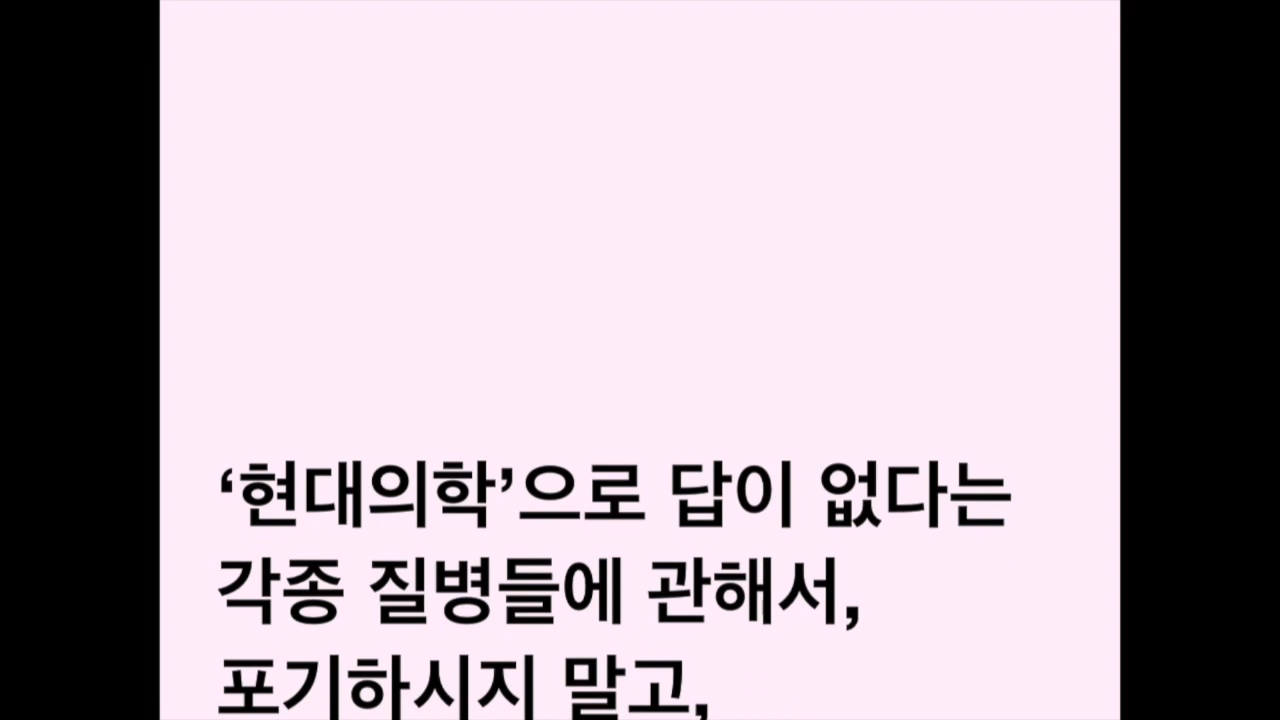 ‘현대의학’으로 답이 없다는
각종 질병들에 관해서,
포기하시지 말고,